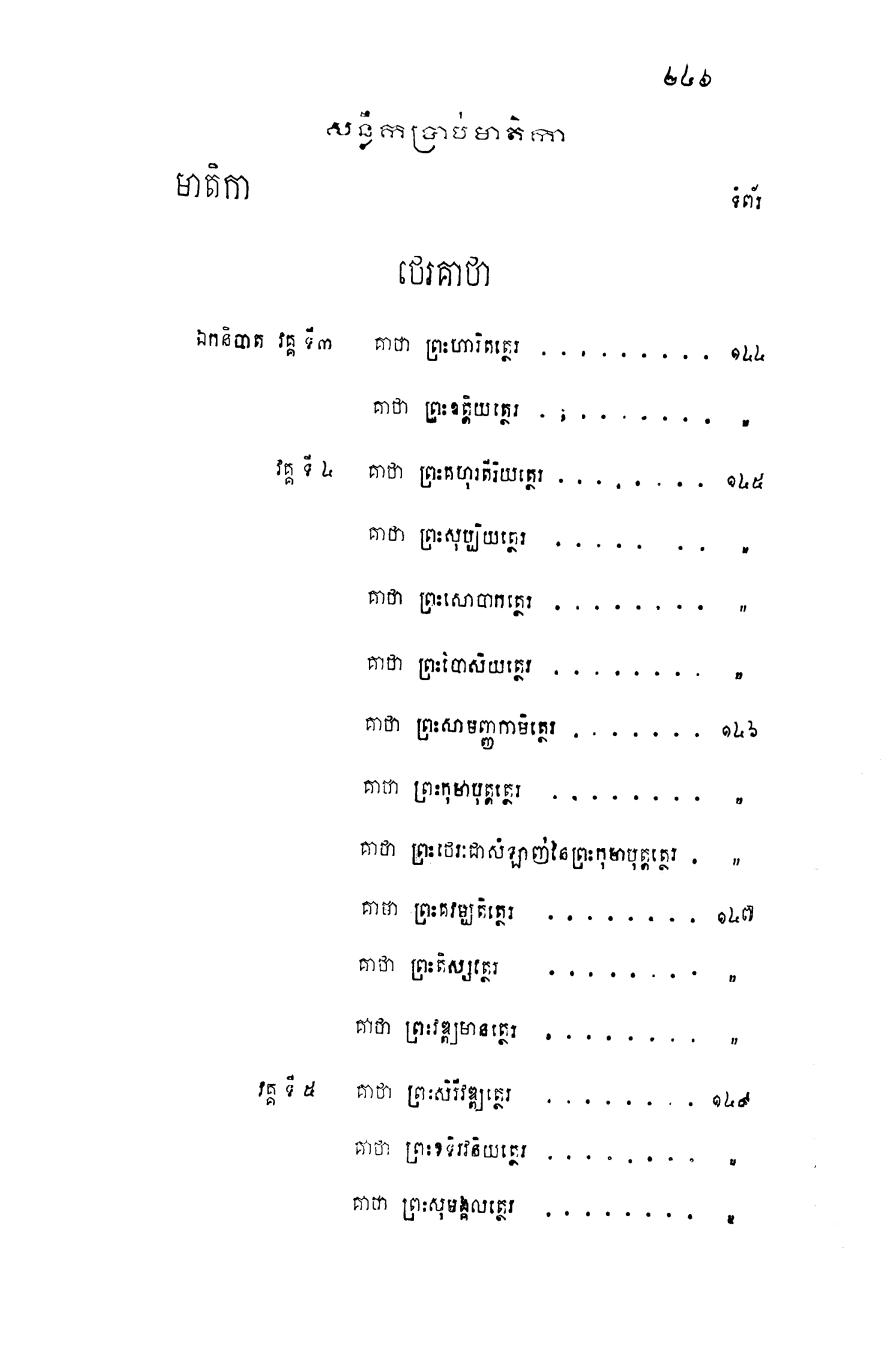 ២៤៦
សន្លឹកប្រាប់មាតិកា
មាតិកា ទំព័រ
ថេរគាថា
ឯកនិបាត វគ្គ ទី៣ គាថា ព្រះហារិតត្ថេរ . . . . . . . . . ១៤៤
គាថា ព្រះឧត្តិយត្ថេរ . . . . . . . . . "
វគ្គ ទី ៤ គាថា ព្រះគហុរតីរិយត្ថេរ . . . . . . . . ១៤៥
គាថា ព្រះសុប្បិយត្ថេរ . . . . . . . "
គាថា ព្រះសោបាកត្ថេរ . . . . . . . . "
គាថា ព្រះបោសិយត្ថេរ . . . . . . . . "
គាថា ព្រះសាមញ្ញកាមិត្ថេរ . . . . . . . ១៤៦
គាថា ព្រះកុមាបុត្តត្ថេរ . . . . . . . . "
គាថា ព្រះថេរៈជាសំឡាញ់នៃព្រះកុមាបុត្តត្ថេរ . "
គាថា ព្រះគវម្បតិត្ថេរ . . . . . . . . ១៤៧
គាថា ព្រះតិស្សត្ថេរ . . . . . . . . "
គាថា ព្រះវឌ្ឍមានត្ថេរ . . . . . . . . "
វគ្គ ទី ៥ គាថា ព្រះសិរីវឌ្ឍត្ថេរ . . . . . . . . ១៤៩
គាថា ព្រះខទិរវនិយត្ថេរ . . . . . . . . "
គាថា ព្រះសុមង្គលត្ថេរ . . . . . . . . "